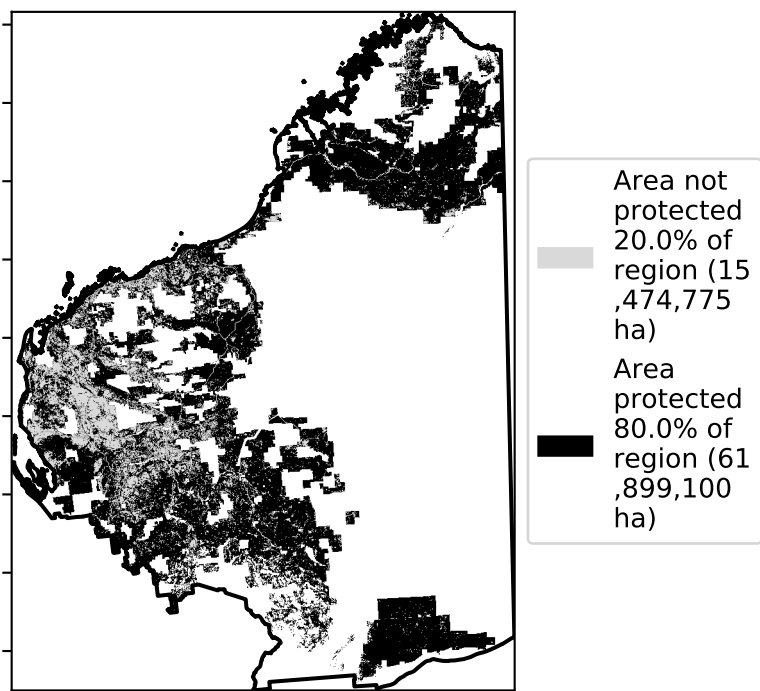 Area not
protected
20.0% of
region (15
,474,775
ha)
Area
protected
80.0% of
region (61
,899,100
ha)